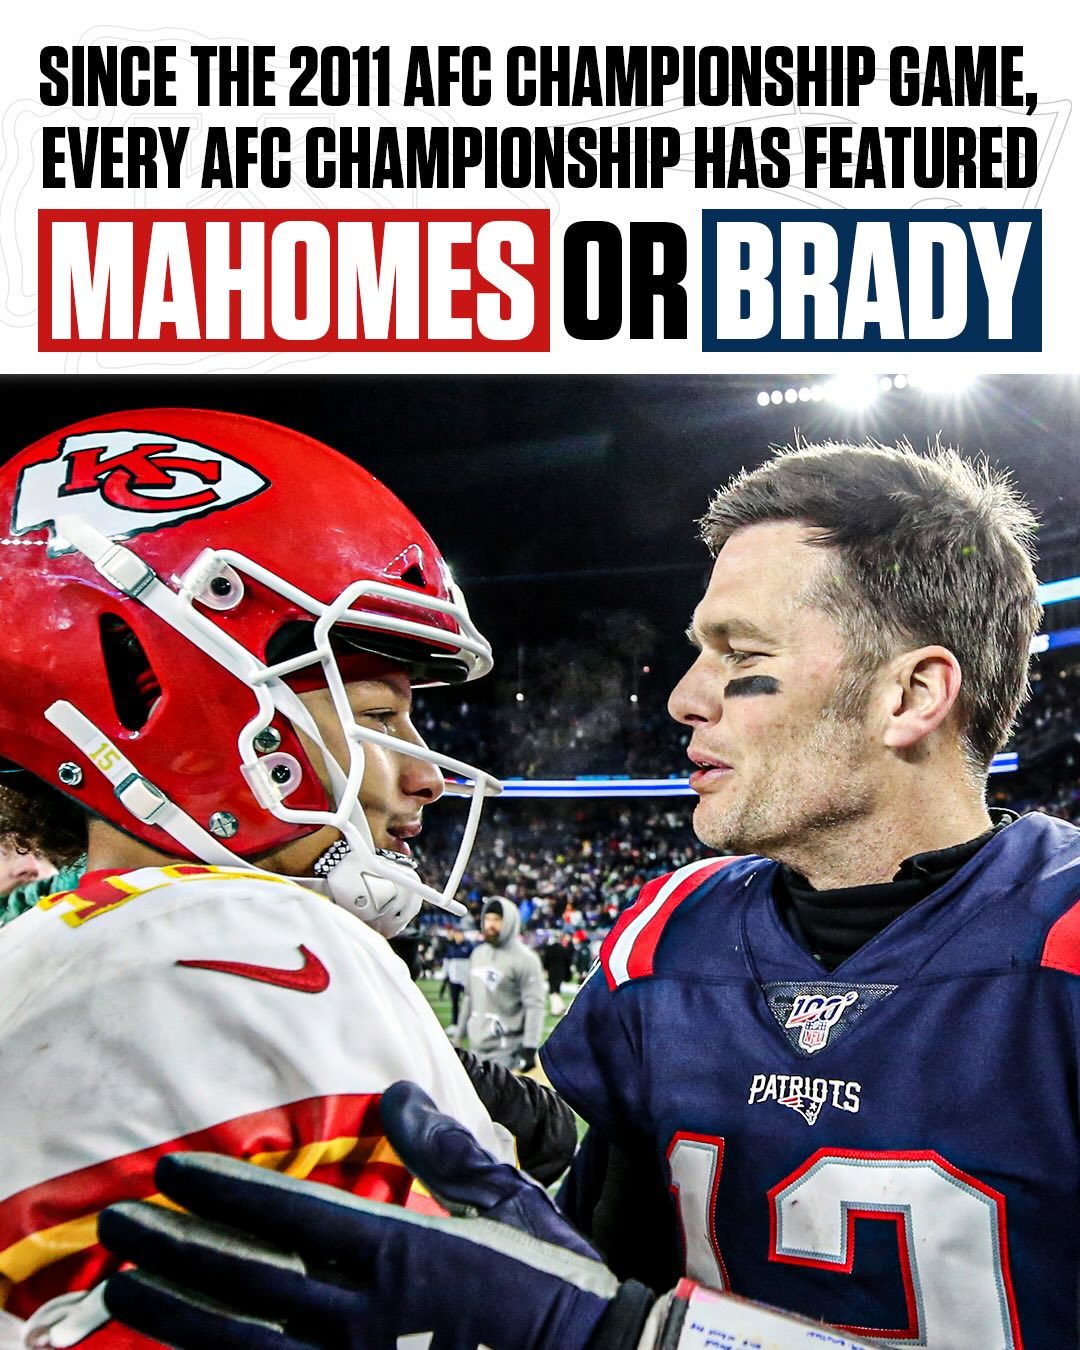 SINCE THE 2011 AFC CHAMPIONSHIP GAME,
EVERY AFC CHAMPIONSHIP HAS FEATURED
MAHOMES OR BRADY
KC
15
100
NFL
PATRIOTS
12